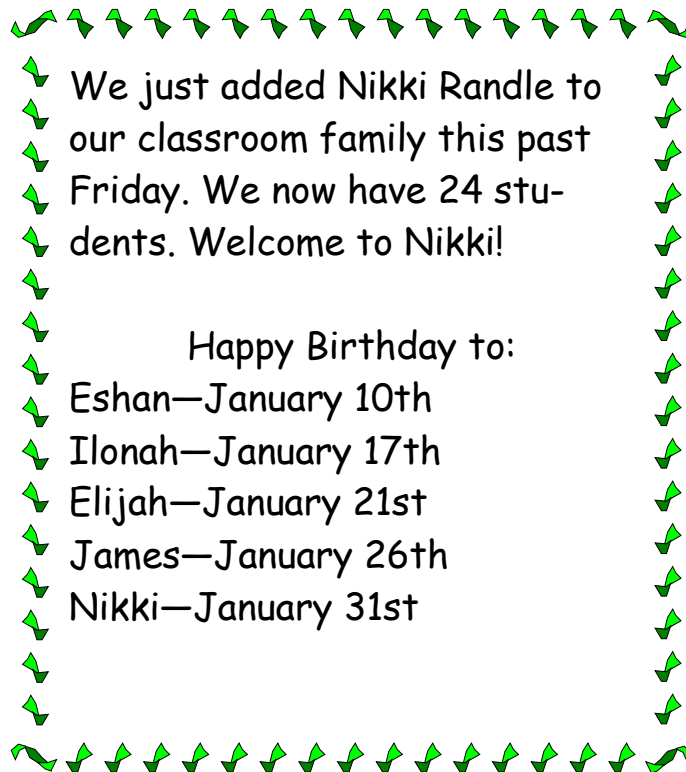 We just added Nikki Randle to
our classroom family this past
Friday. We now have 24 stu-
dents. Welcome to Nikki!
Happy Birthday to:
Eshan—January 10th
Ilonah—January 17th
Elijah—January 21st
James—January 26th
Nikki—January 31st